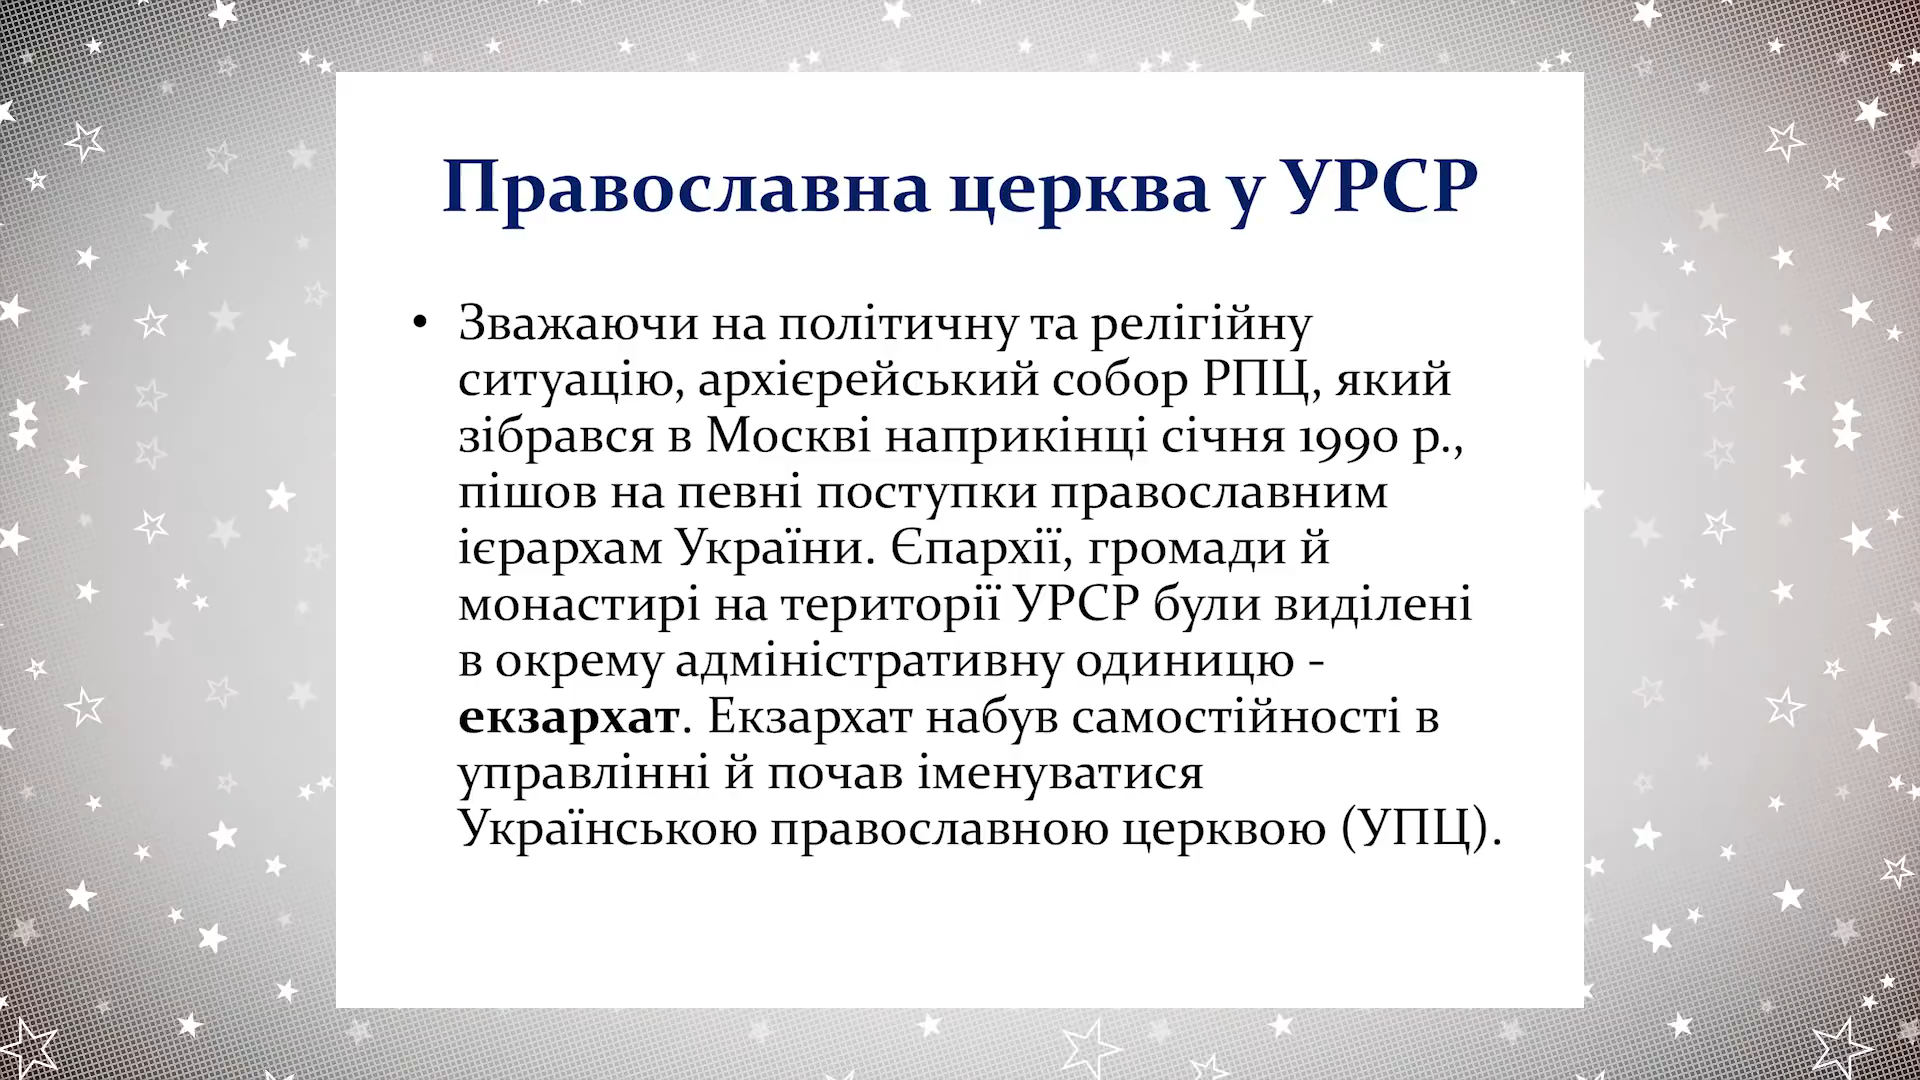 Православна церква у УРСР
• Зважаючи на політичну та релігійну
ситуацію, архієрейський собор РПЦ, який
зібрався в Москві наприкінці січня 1990 р.,
пішов на певні поступки православним
ієрархам України. Єпархії, громади й
монастирі на території УРСР були виділені
в окрему адміністративну одиницю -
екзархат. Екзархат набув самостійності в
управлінні й почав іменуватися
Українською православною церквою (УПЦ).